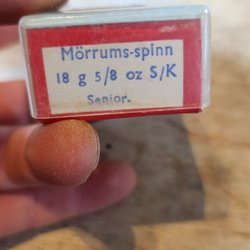 Mörrums-spinn
18 g 5/8 oz S/K
Senior.